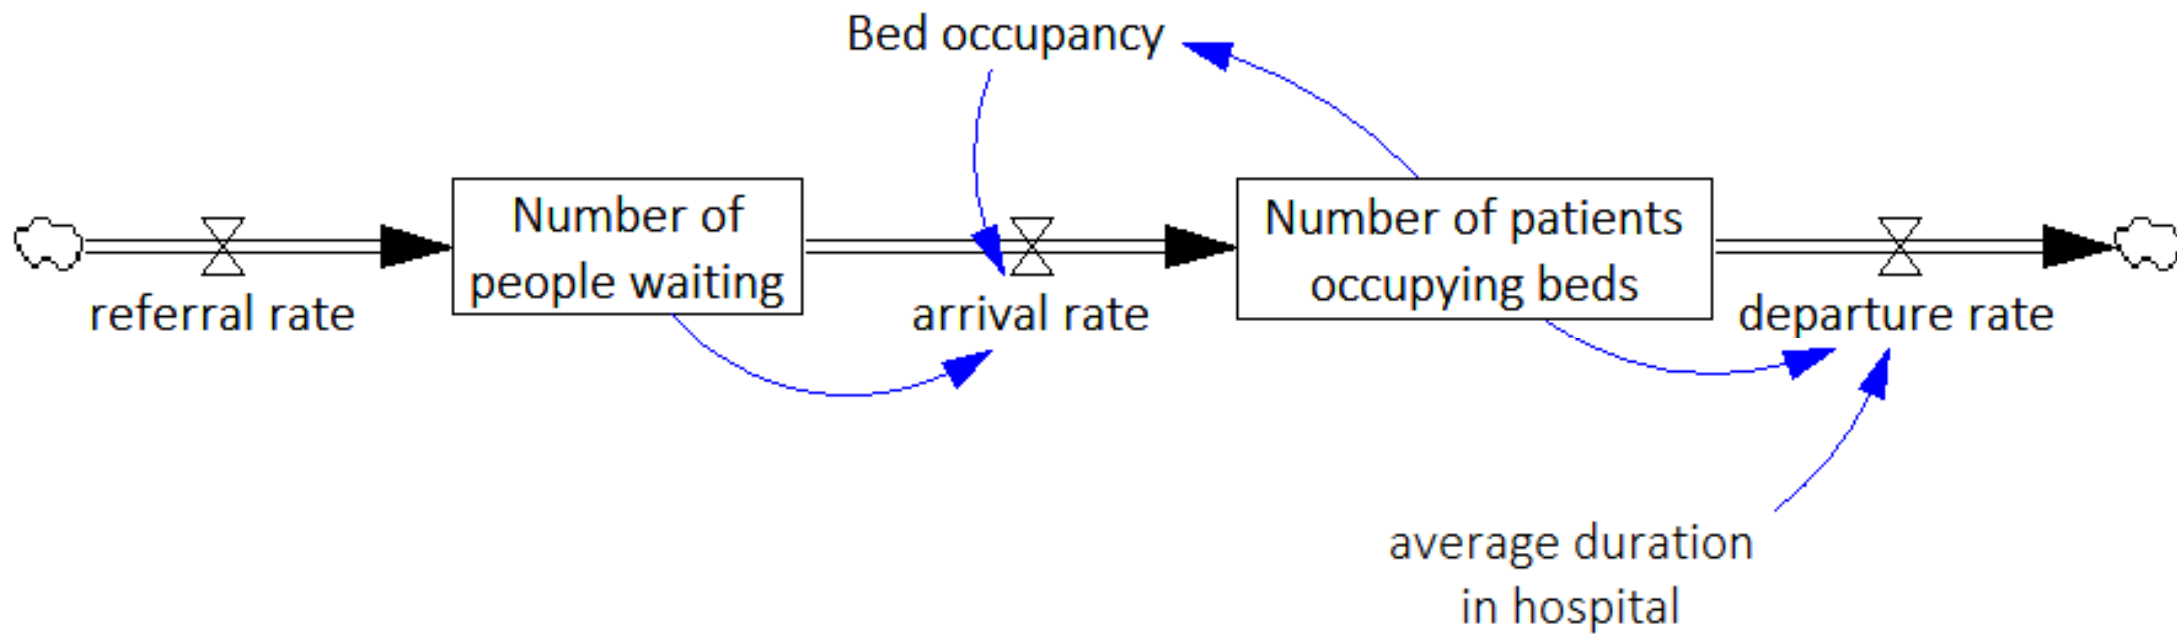 Bed occupancy
Number of
people waiting
Number of patients
occupying beds
referral rate
arrival rate
departure rate
average duration
in hospital